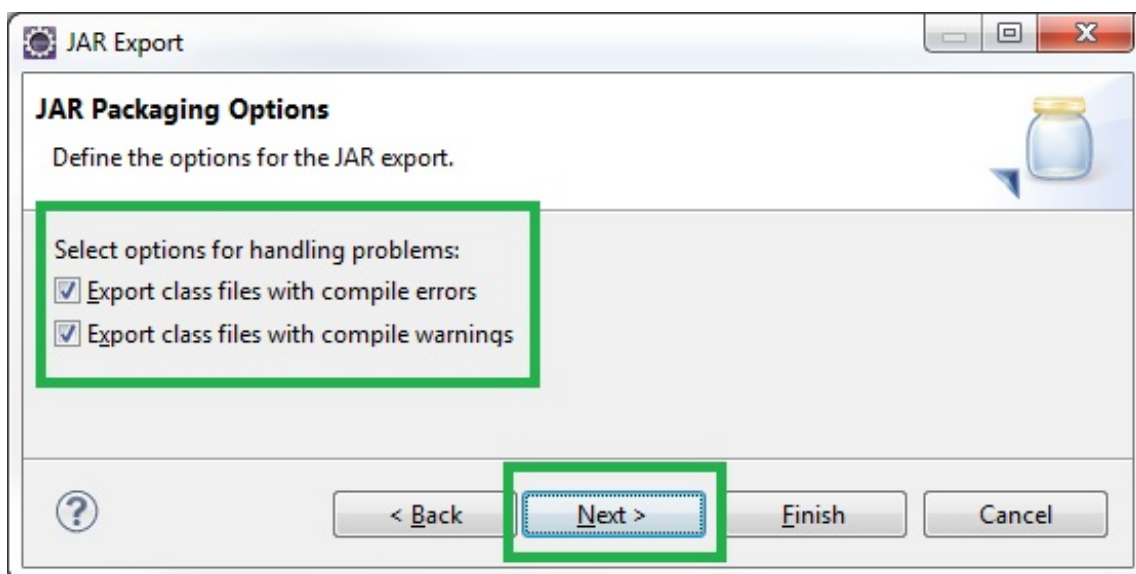 JAR Export
JAR Packaging Options
Define the options for the JAR export.
Select options for handling problems:
Export class files with compile errors
Export class files with compile warnings
?
< Back
Next >
Finish
Cancel